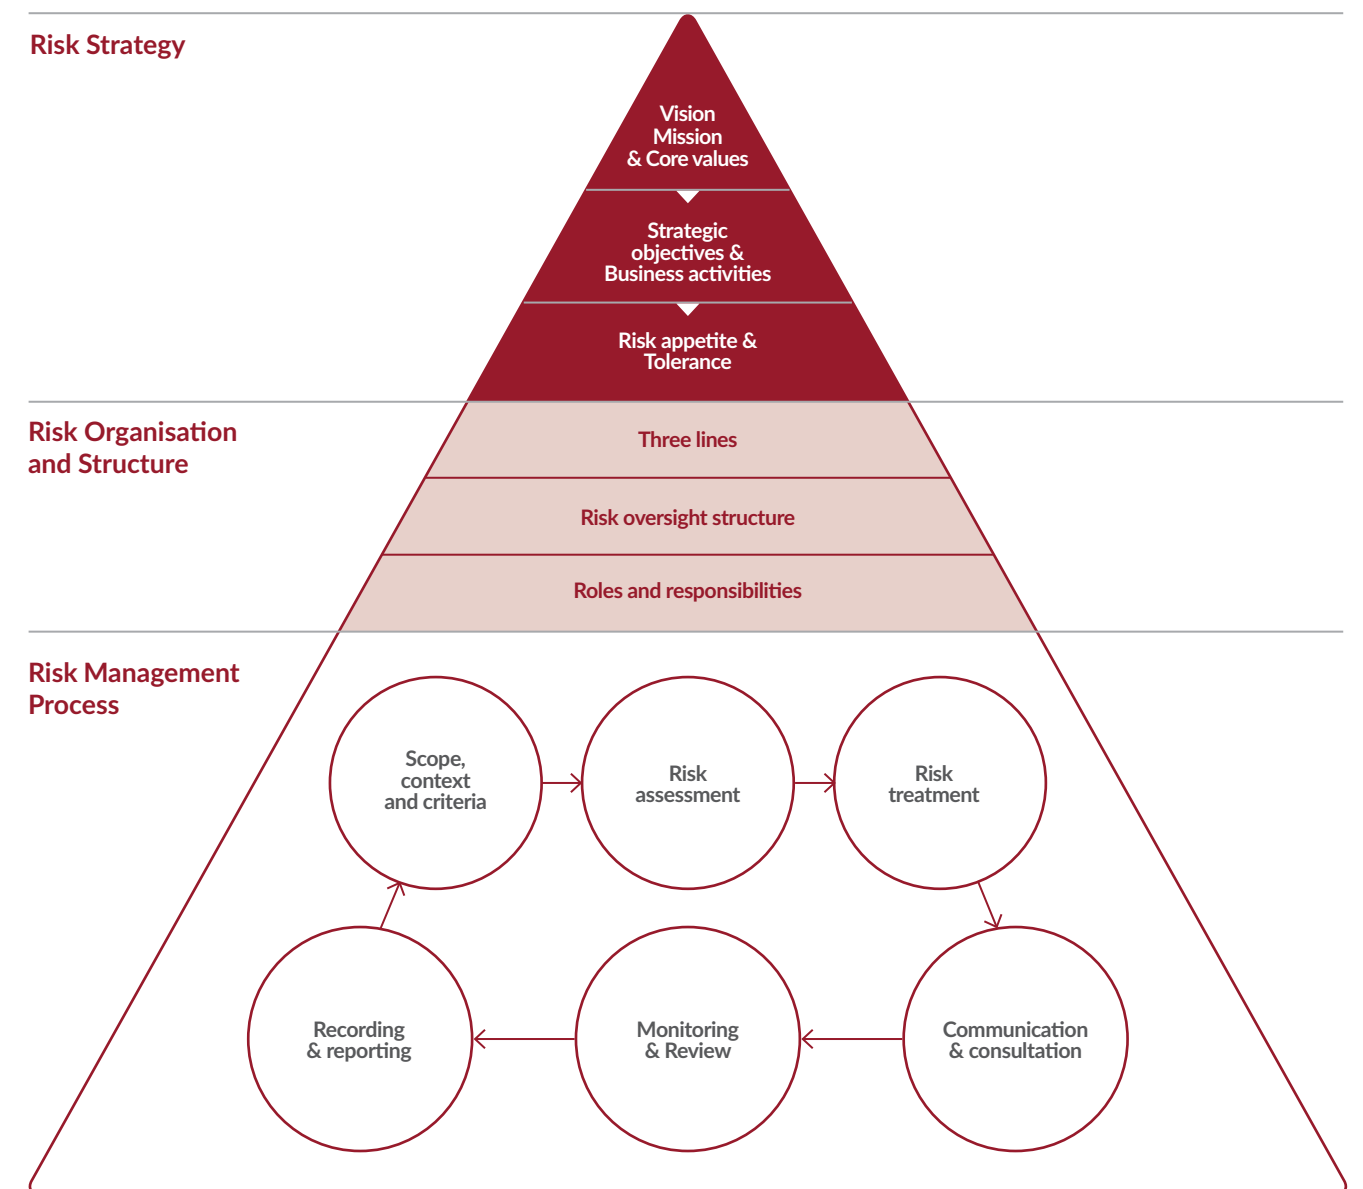 Risk Strategy
Vision
Mission
& Core values
Strategic
objectives &
Business activities
Risk appetite &
Tolerance
Risk Organisation
and Structure
Three lines
Risk oversight structure
Roles and responsibilities
Risk Management
Process
Scope,
context
and criteria
Risk
assessment
Risk
treatment
Recording
& reporting
Monitoring
& Review
Communication
& consultation